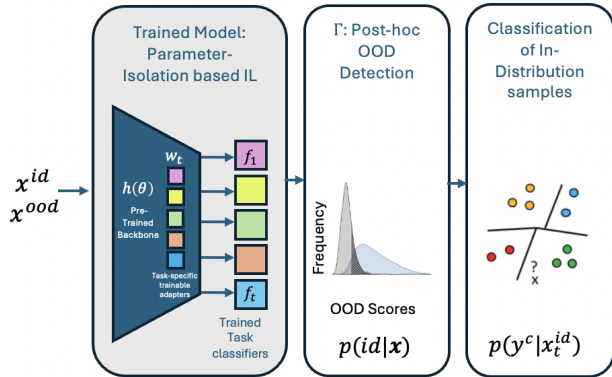 x^{id}
x^{ood}
Trained Model:
Parameter-
Isolation based IL
w_t
h(θ)
Pre-
Trained
Backbone
Task-specific
trainable
adapters
f_1
f_t
Trained
Task
classifiers
Γ: Post-hoc
OOD
Detection
Frequency
OOD Scores
p(id|x)
Classification
of In-
Distribution
samples
?
x
p(y^c|x_t^{id})